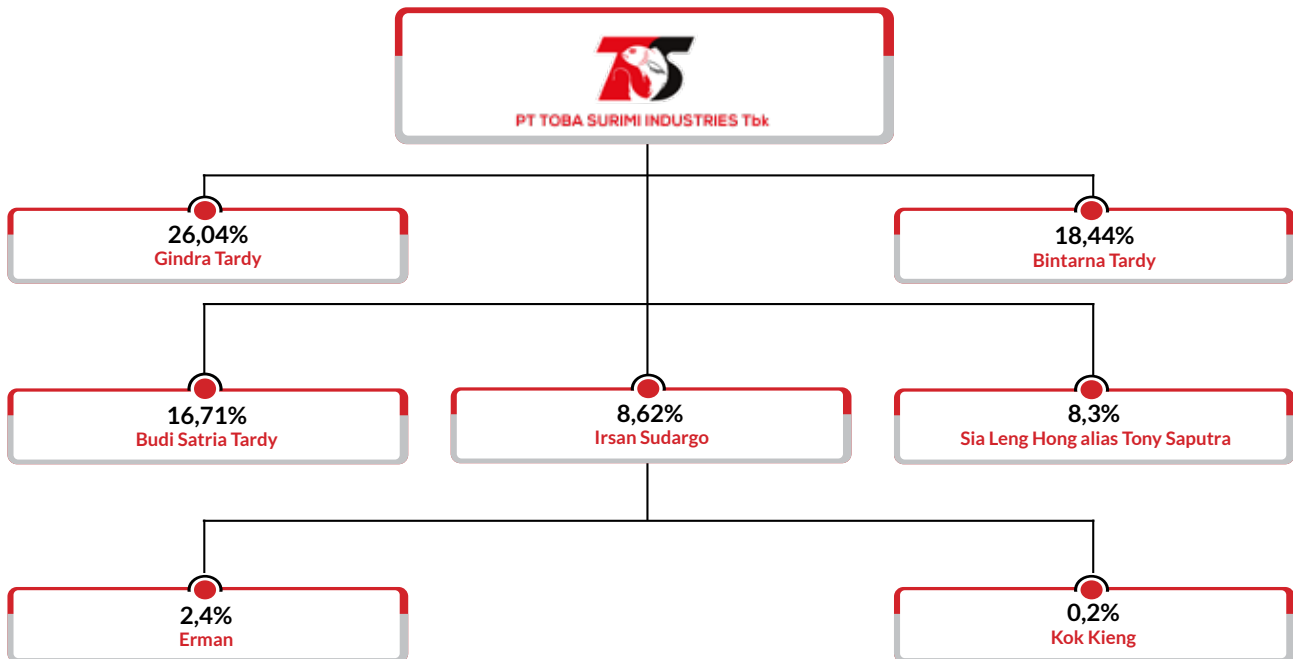 TS
PT TOBA SURIMI INDUSTRIES Tbk
26,04%
Gindra Tardy
18,44%
Bintarna Tardy
16,71%
Budi Satria Tardy
8,62%
Irsan Sudargo
8,3%
Sia Leng Hong alias Tony Saputra
2,4%
Erman
0,2%
Kok Kieng